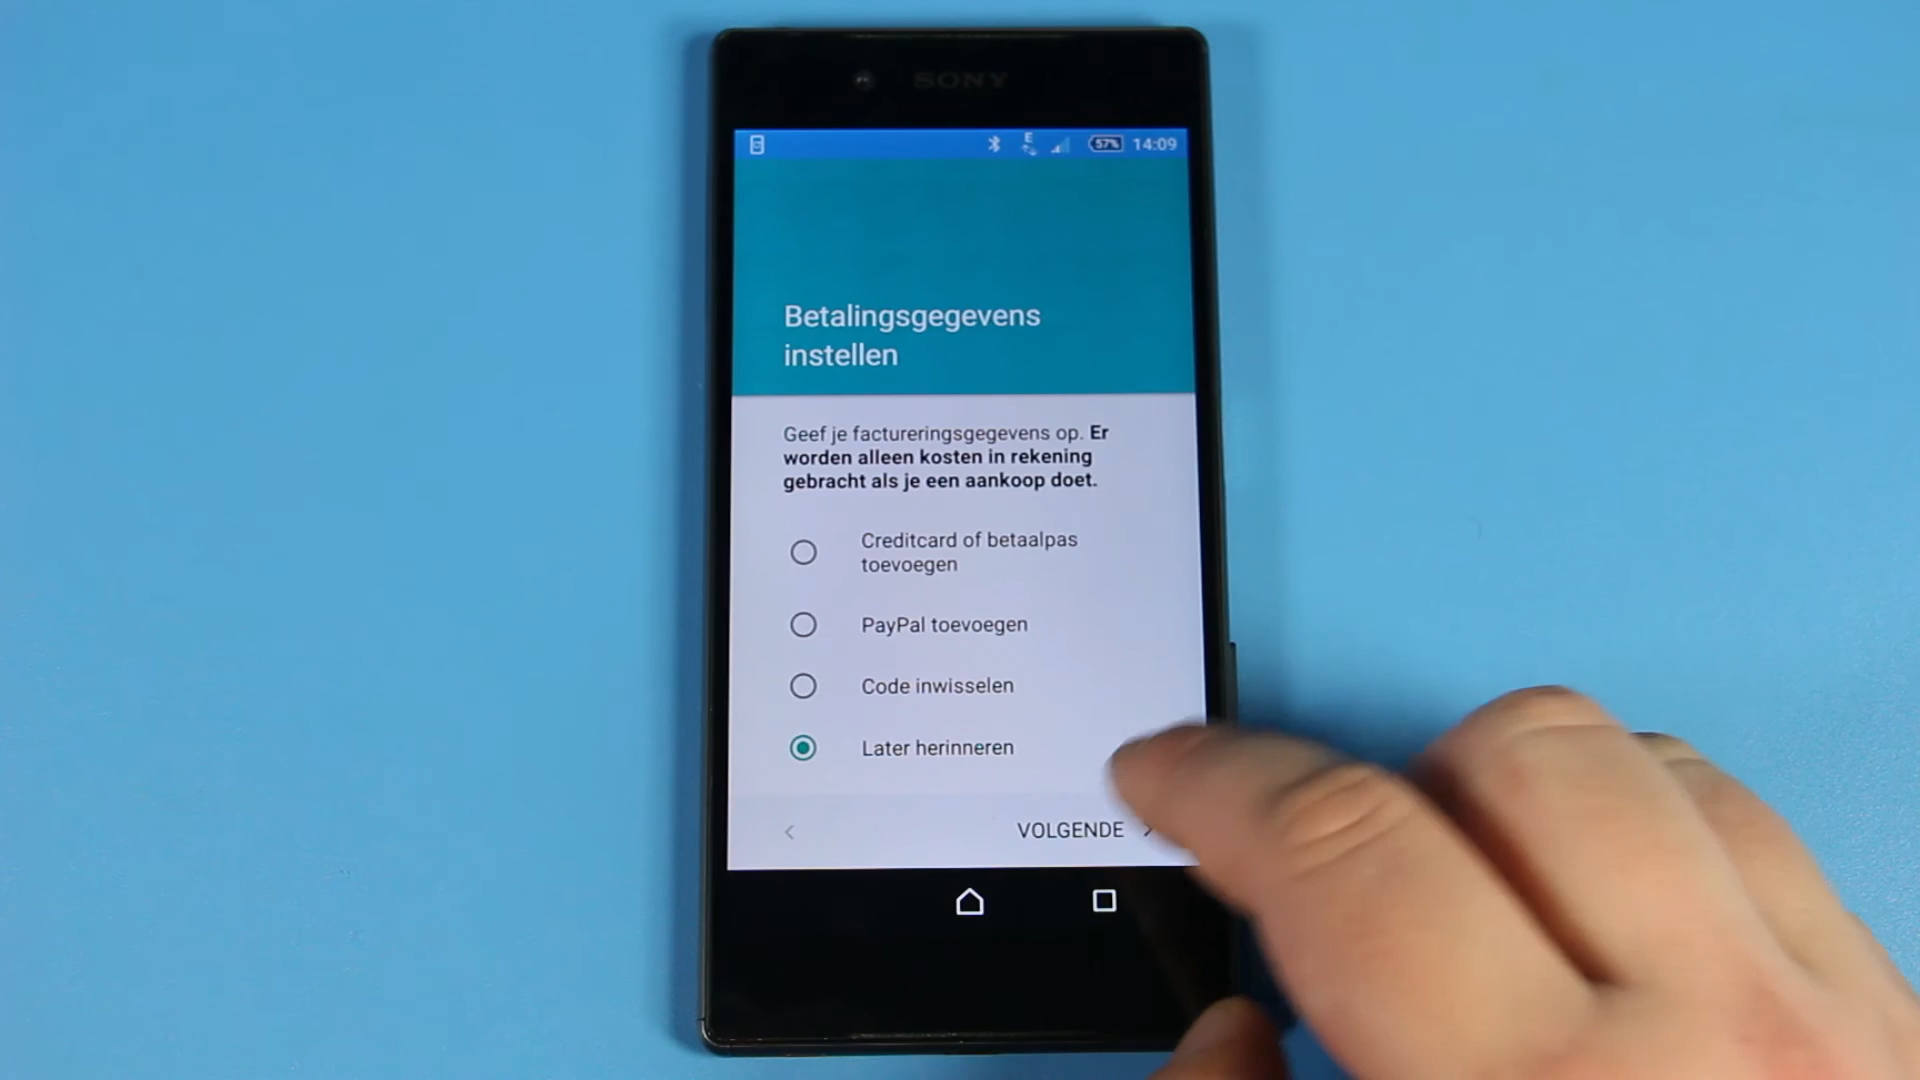 SONY
E
57% 14:09
Betalingsgegevens
instellen
Geef je factureringsgegevens op. Er
worden alleen kosten in rekening
gebracht als je een aankoop doet.
Creditcard of betaalpas
toevoegen
PayPal toevoegen
Code inwisselen
Later herinneren
VOLGENDE